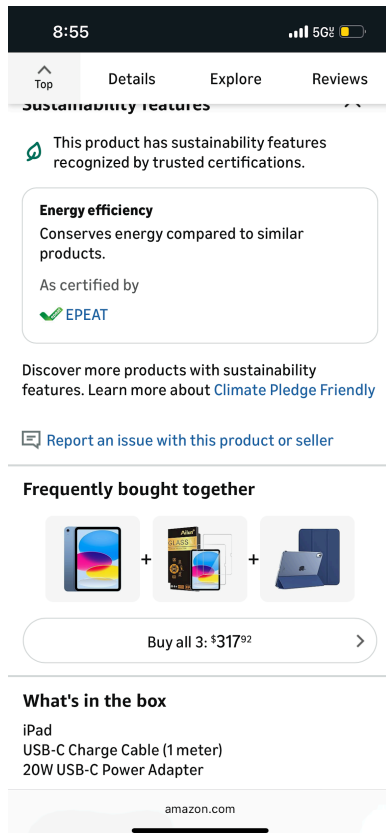 8:55
5G
Top
Details
Explore
Reviews
Sustainability features
This product has sustainability features
recognized by trusted certifications.
Energy efficiency
Conserves energy compared to similar
products.
As certified by
EPEAT
Discover more products with sustainability
features. Learn more about Climate Pledge Friendly
Report an issue with this product or seller
Frequently bought together
Ailun
GLASS
+
+
Buy all 3: $31792
What's in the box
iPad
USB-C Charge Cable (1 meter)
20W USB-C Power Adapter
amazon.com